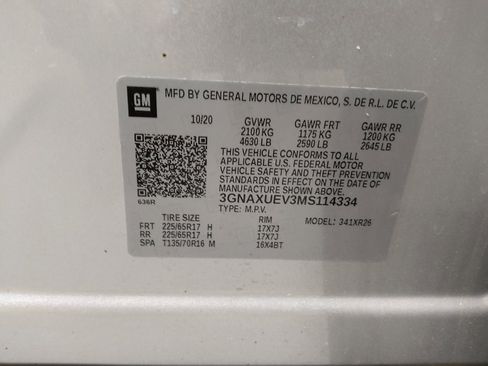 GM
MFD BY GENERAL MOTORS DE MEXICO, S. DE R.L. DE C.V.
10/20 GVWR GAWR FRT GAWR RR
2100 KG 1175 KG 1200 KG
4630 LB 2590 LB 2645 LB
THIS VEHICLE CONFORMS TO ALL
APPLICABLE U.S. FEDERAL MOTOR
VEHICLE SAFETY AND THEFT PREVENTION
STANDARDS IN EFFECT ON THE DATE OF
MANUFACTURE SHOWN ABOVE.
3GNAXUEV3MS114334
636R TYPE: M.P.V.
TIRE SIZE RIM MODEL: 341XR26
FRT 225/65R17 H 17X7J
RR 225/65R17 H 17X7J
SPA T135/70R16 M 16X4BT